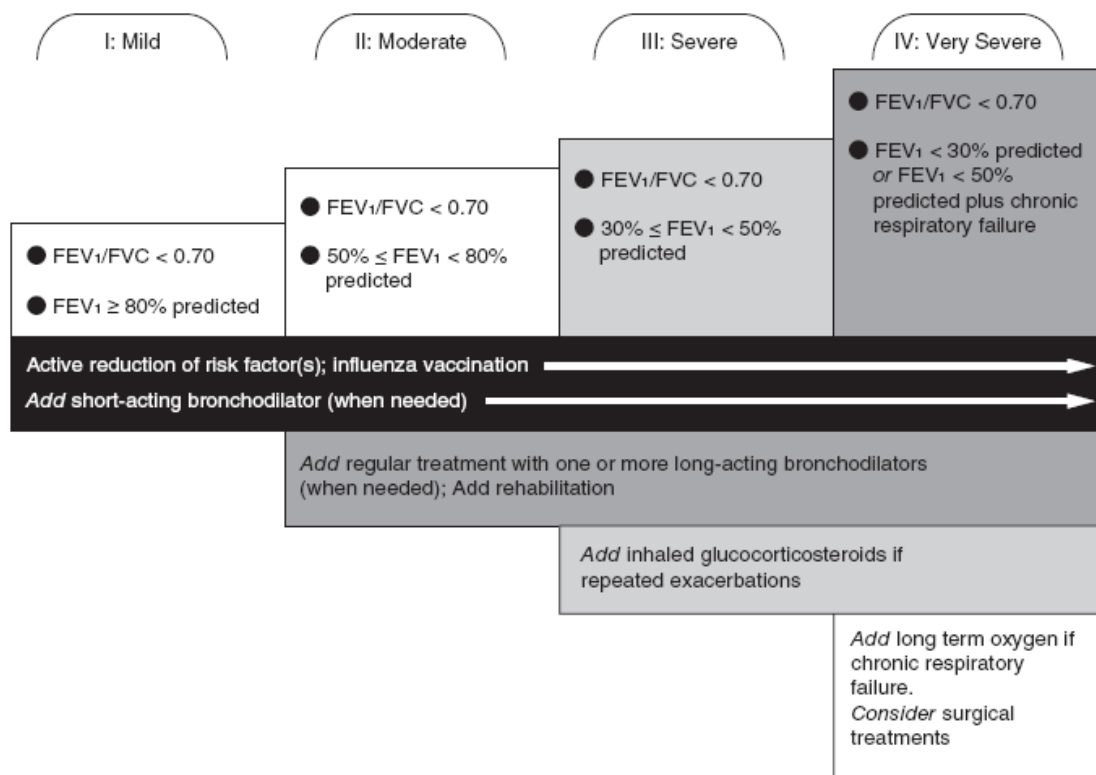 I: Mild
II: Moderate
III: Severe
IV: Very Severe
● FEV₁/FVC < 0.70
● FEV₁ ≥ 80% predicted
● FEV₁/FVC < 0.70
● 50% ≤ FEV₁ < 80%
predicted
● FEV₁/FVC < 0.70
● 30% ≤ FEV₁ < 50%
predicted
● FEV₁/FVC < 0.70
● FEV₁ < 30% predicted
or FEV₁ < 50%
predicted plus chronic
respiratory failure
Active reduction of risk factor(s); influenza vaccination
Add short-acting bronchodilator (when needed)
Add regular treatment with one or more long-acting bronchodilators
(when needed); Add rehabilitation
Add inhaled glucocorticosteroids if
repeated exacerbations
Add long term oxygen if
chronic respiratory
failure.
Consider surgical
treatments